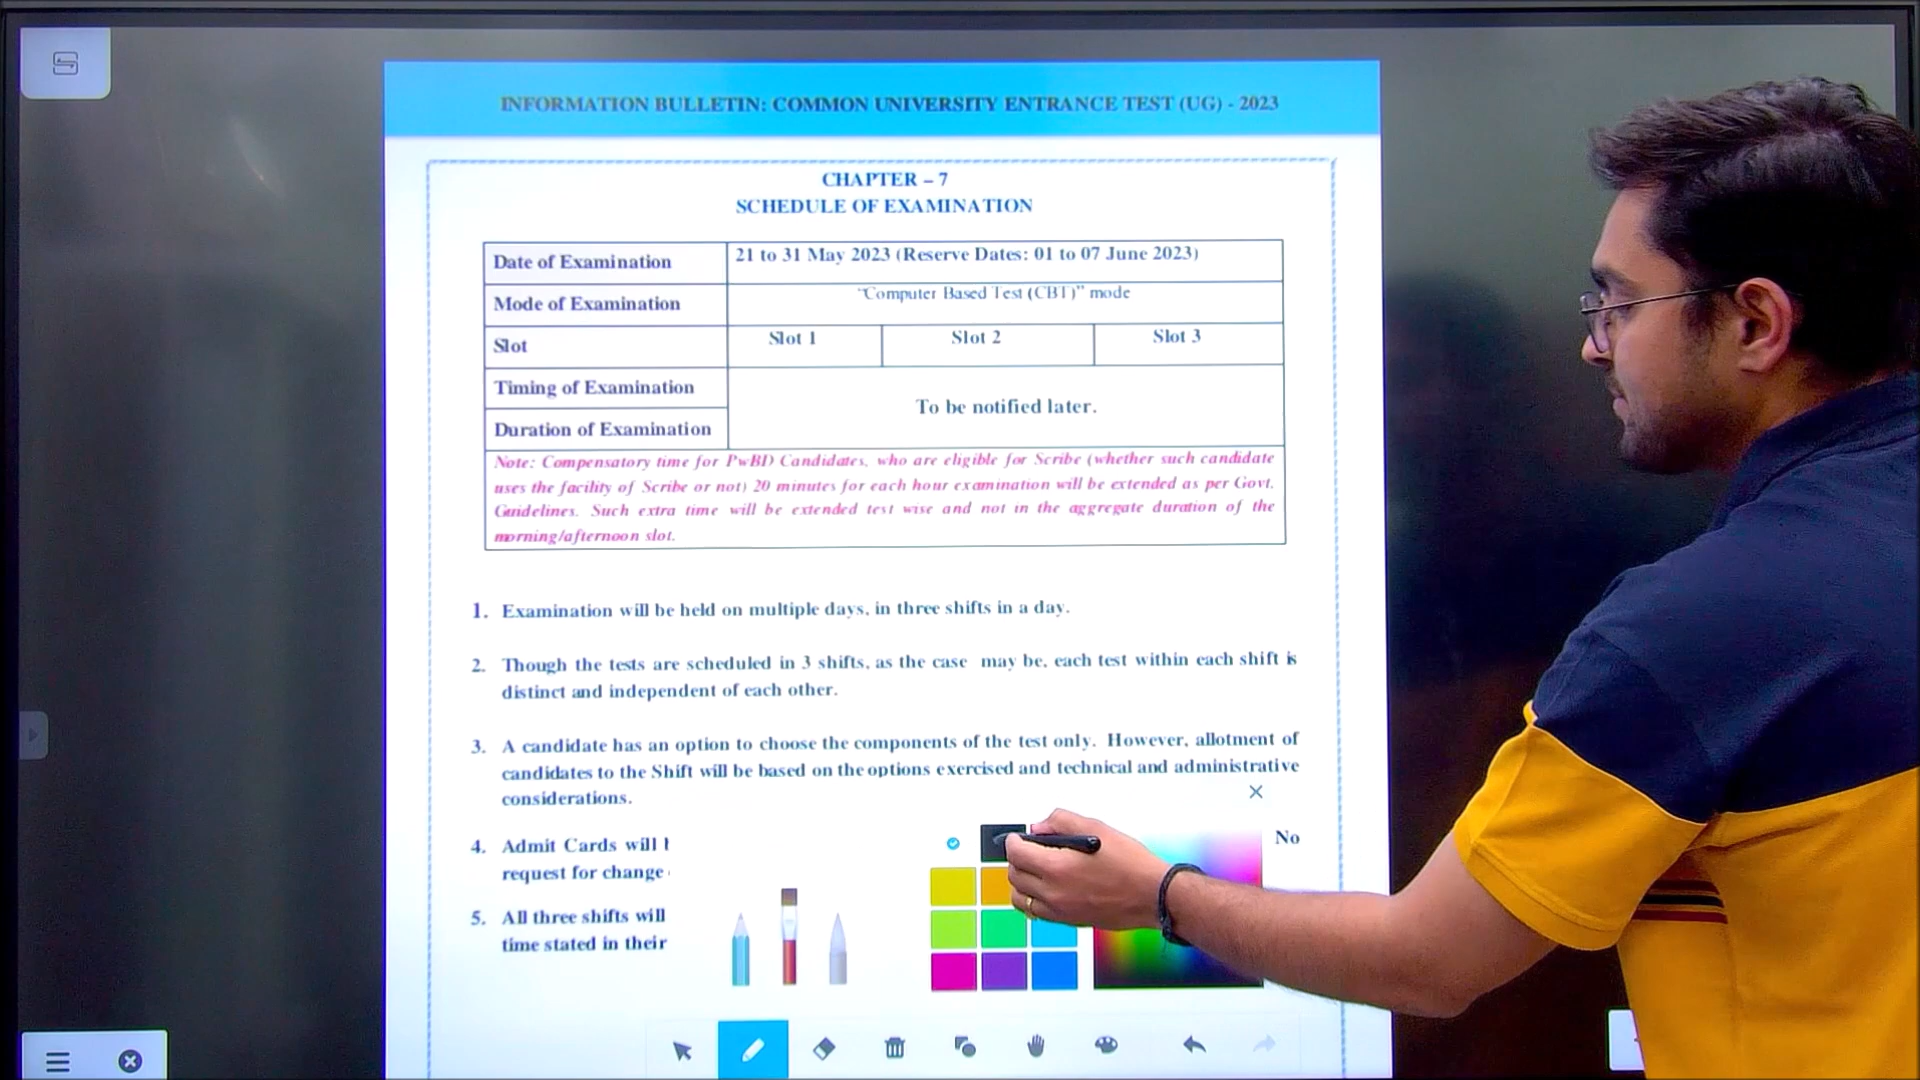 INFORMATION BULLETIN: COMMON UNIVERSITY ENTRANCE TEST (UG) - 2023
CHAPTER – 7
SCHEDULE OF EXAMINATION
Date of Examination
21 to 31 May 2023 (Reserve Dates: 01 to 07 June 2023)
Mode of Examination
"Computer Based Test (CBT)" mode
Slot
Slot 1
Slot 2
Slot 3
Timing of Examination
To be notified later.
Duration of Examination
Note: Compensatory time for PwBD Candidates, who are eligible for Scribe (whether such candidate
uses the facility of Scribe or not) 20 minutes for each hour examination will be extended as per Govt.
Guidelines. Such extra time will be extended test wise and not in the aggregate duration of the
morning/afternoon slot.
1. Examination will be held on multiple days, in three shifts in a day.
2. Though the tests are scheduled in 3 shifts, as the case may be, each test within each shift is
distinct and independent of each other.
3. A candidate has an option to choose the components of the test only. However, allotment of
candidates to the Shift will be based on the options exercised and technical and administrative
considerations.
4. Admit Cards will
No
request for change
5. All three shifts will
time stated in their